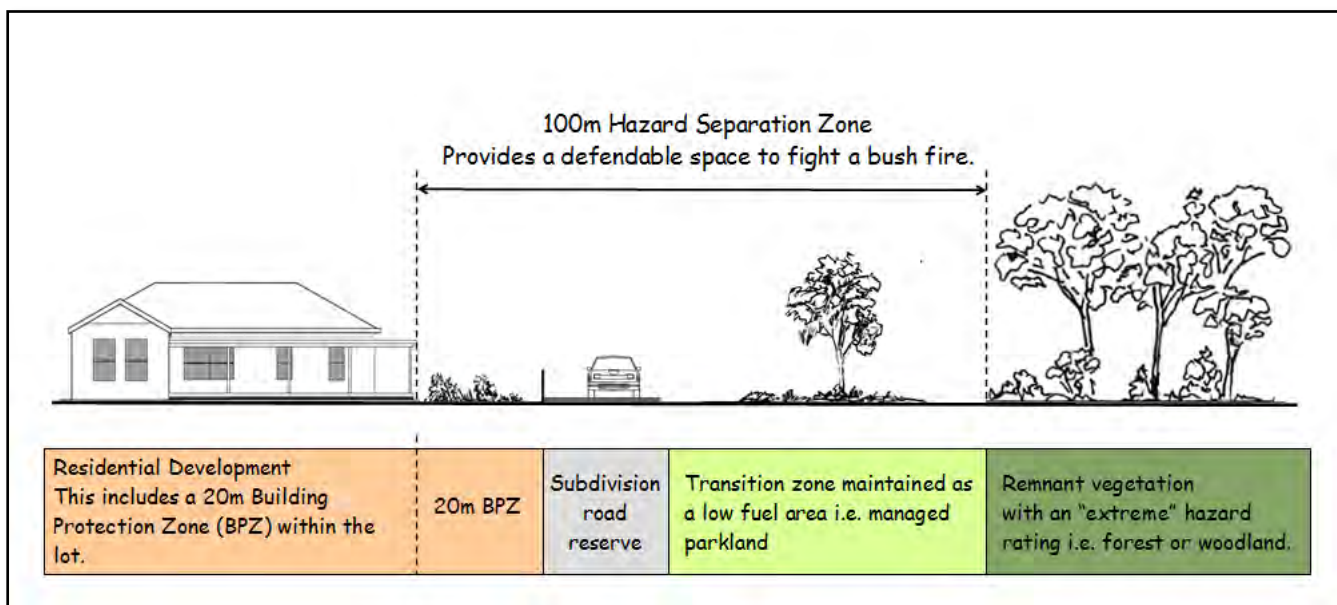 100m Hazard Separation Zone
Provides a defendable space to fight a bush fire.
Residential Development
This includes a 20m Building
Protection Zone (BPZ) within the
lot.
20m BPZ
Subdivision
road
reserve
Transition zone maintained as
a low fuel area i.e. managed
parkland
Remnant vegetation
with an “extreme” hazard
rating i.e. forest or woodland.